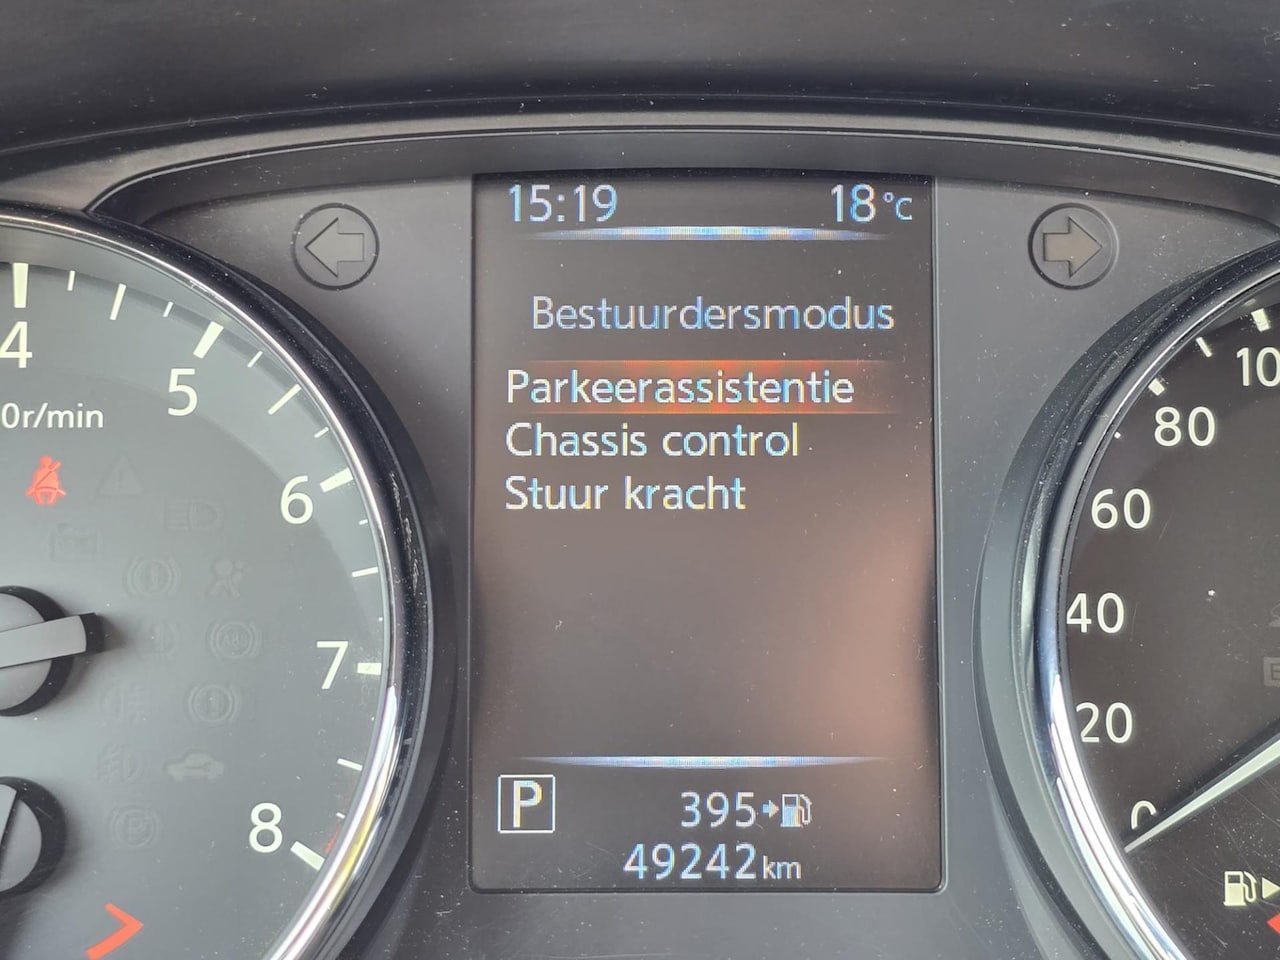 15:19 18°C
Bestuurdersmodus
Parkeerassistentie
Chassis control
Stuur kracht
P 395
49242km
4
5
0r/min
6
7
8
100
80
60
40
20
0